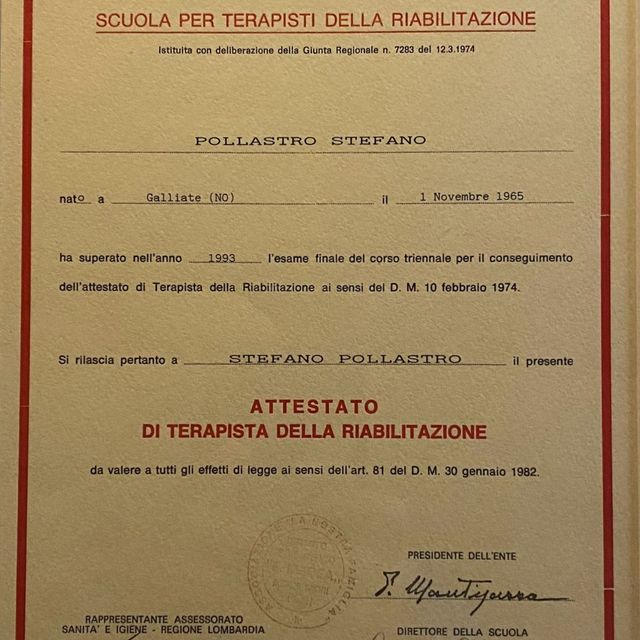 SCUOLA PER TERAPISTI DELLA RIABILITAZIONE
Istituita con deliberazione della Giunta Regionale n. 7283 del 12.3.1974
POLLASTRO STEFANO
nato a Galliate (NO) il 1 Novembre 1965
ha superato nell'anno 1993 l'esame finale del corso triennale per il conseguimento
dell'attestato di Terapista della Riabilitazione ai sensi del D. M. 10 febbraio 1974.
Si rilascia pertanto a STEFANO POLLASTRO il presente
ATTESTATO
DI TERAPISTA DELLA RIABILITAZIONE
da valere a tutti gli effetti di legge ai sensi dell'art. 81 del D. M. 30 gennaio 1982.
ASSOCIAZIONE "LA NOSTRA FAMIGLIA"
PRESIDENTE DELL'ENTE
RAPPRESENTANTE ASSESSORATO
SANITA' E IGIENE - REGIONE LOMBARDIA
DIRETTORE DELLA SCUOLA